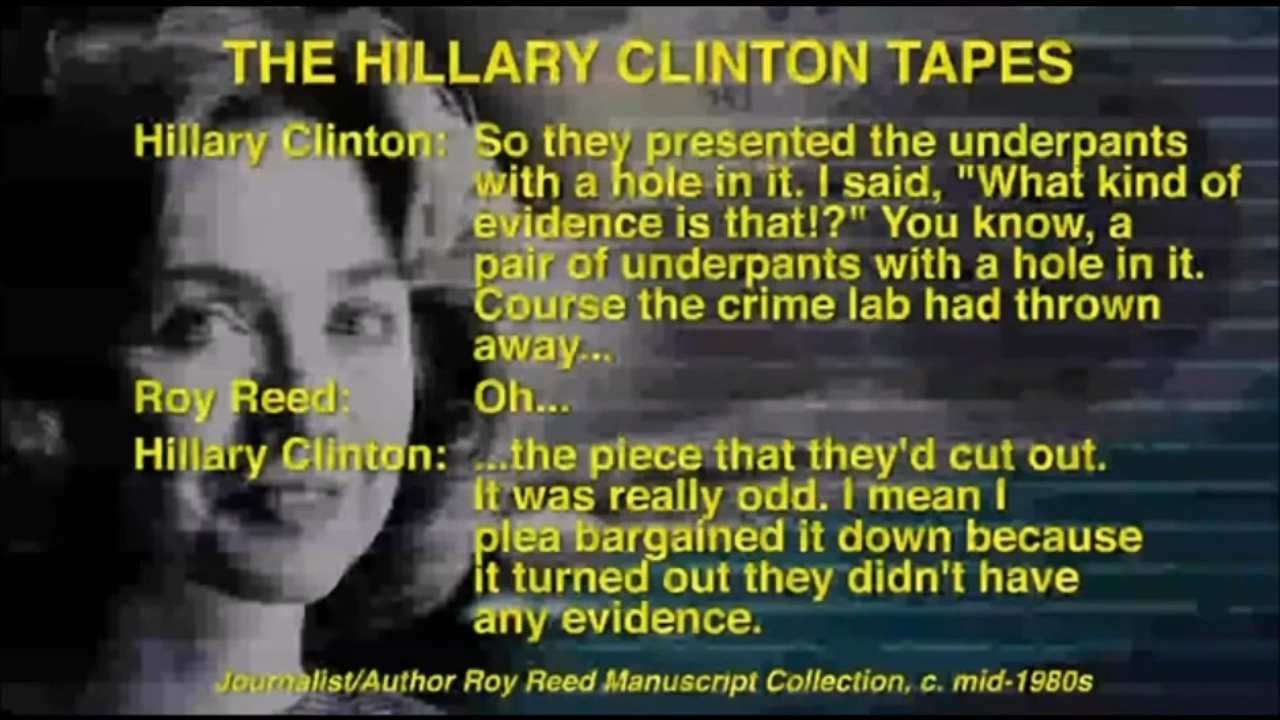 THE HILLARY CLINTON TAPES
Hillary Clinton: So they presented the underpants
with a hole in it. I said, "What kind of
evidence is that!?" You know, a
pair of underpants with a hole in it.
Course the crime lab had thrown
away...
Roy Reed: Oh...
Hillary Clinton: ...the piece that they'd cut out.
It was really odd. I mean I
plea bargained it down because
it turned out they didn't have
any evidence.
Journalist/Author Roy Reed Manuscript Collection, c. mid-1980s